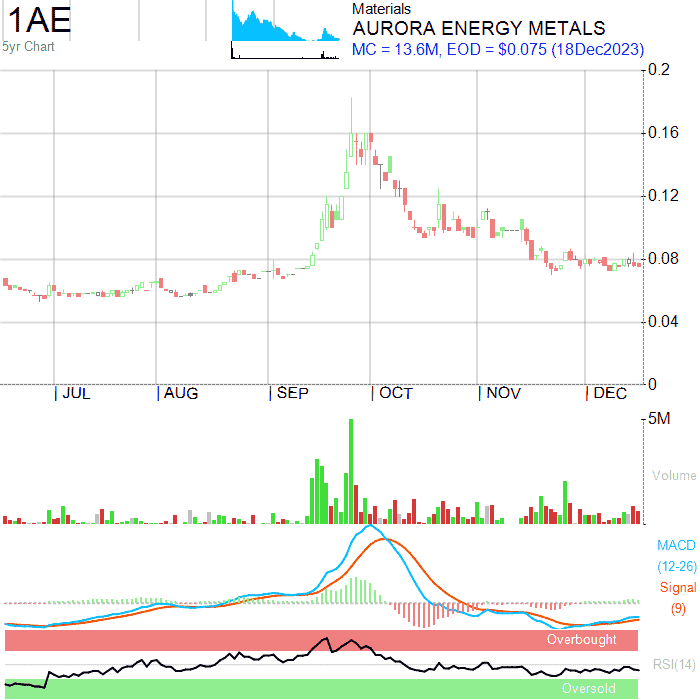 1AE
5yr Chart
Materials
AURORA ENERGY METALS
MC = 13.6M, EOD = $0.075 (18Dec2023)
0.2
0.16
0.12
0.08
0.04
0
JUL AUG SEP OCT NOV DEC
5M
Volume
MACD
(12-26)
Signal
(9)
Overbought
RSI(14)
Oversold